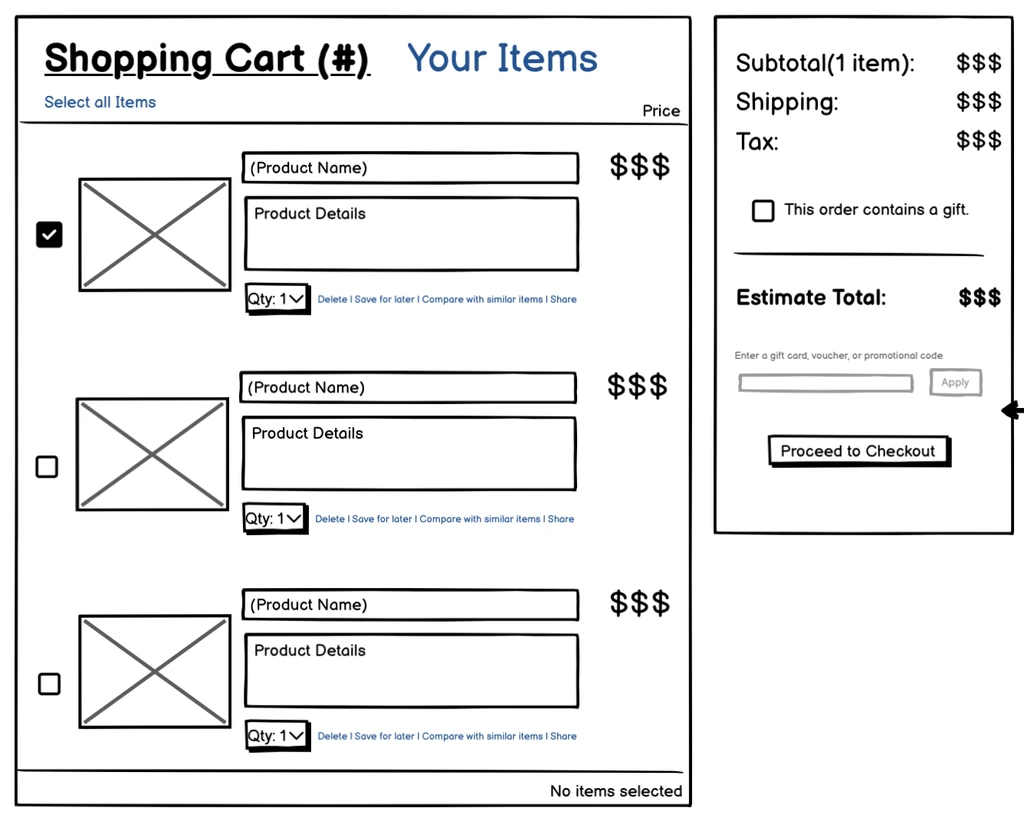 Shopping Cart (#) Your Items
Select all Items
Price
(Product Name) $$$
Product Details
Qty: 1 Delete | Save for later | Compare with similar items | Share
(Product Name) $$$
Product Details
Qty: 1 Delete | Save for later | Compare with similar items | Share
(Product Name) $$$
Product Details
Qty: 1 Delete | Save for later | Compare with similar items | Share
No items selected
Subtotal(1 item): $$$
Shipping: $$$
Tax: $$$
This order contains a gift.
Estimate Total: $$$
Enter a gift card, voucher, or promotional code
Apply
Proceed to Checkout